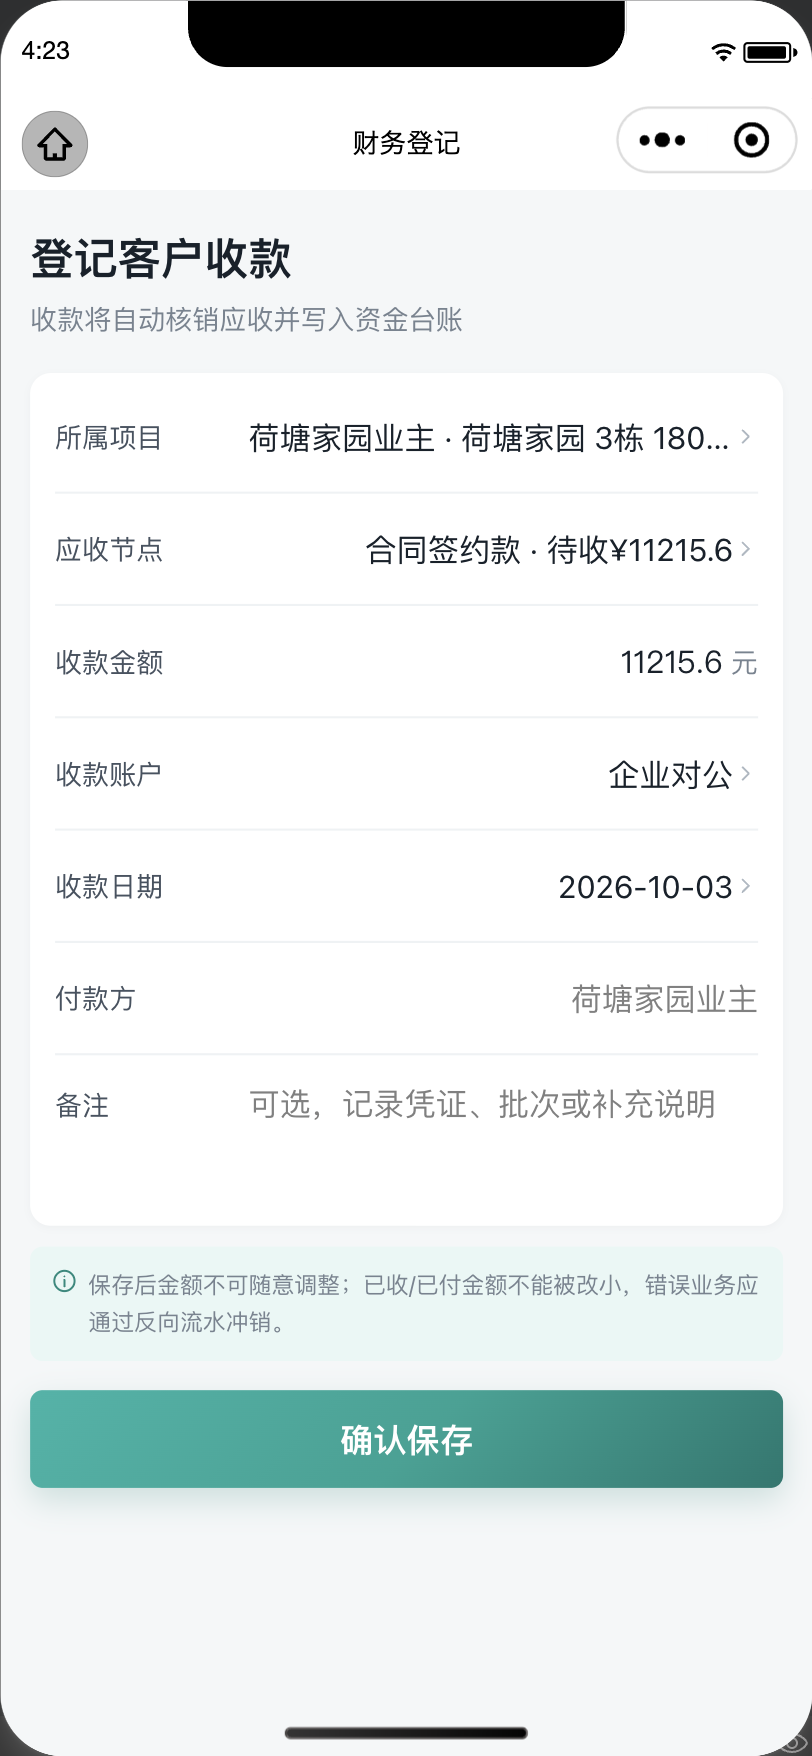 4:23
财务登记
登记客户收款
收款将自动核销应收并写入资金台账
所属项目 荷塘家园业主 · 荷塘家园 3栋 180...
应收节点 合同签约款 · 待收¥11215.6
收款金额 11215.6 元
收款账户 企业对公
收款日期 2026-10-03
付款方 荷塘家园业主
备注 可选，记录凭证、批次或补充说明
保存后金额不可随意调整；已收/已付金额不能被改小，错误业务应
通过反向流水冲销。
确认保存